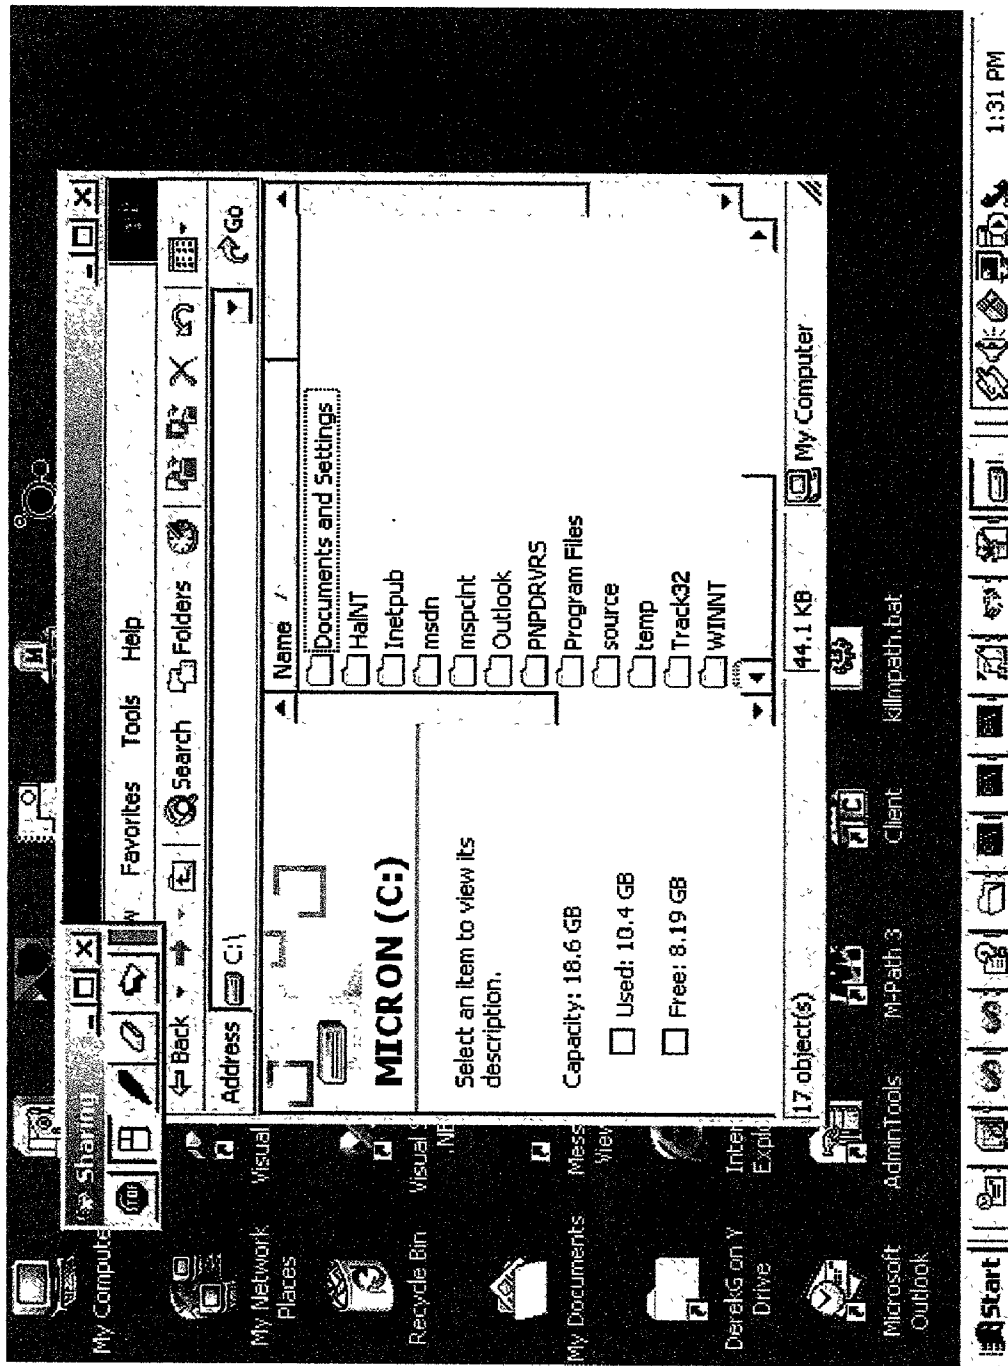 Sharing
Favorites Tools Help
Back Search Folders
Address C:\ Go
MICRON (C:)
Select an item to view its
description.
Capacity: 18.6 GB
Used: 10.4 GB
Free: 8.19 GB
Name
Documents and Settings
HalNT
Inetpub
msdn
mspclnt
Outlook
PNPDRVRS
Program Files
source
temp
Track32
WINNT
17 object(s) 44.1 KB My Computer
My Compute
My Network
Places
Visual
Recycle Bin
Visual
My Documents
Mess
View
DerekG on Y
Drive
Inter
Explo
Microsoft
Outlook
AdminTools
M-Path 3
Client
killmpath.bat
Start 1:31 PM